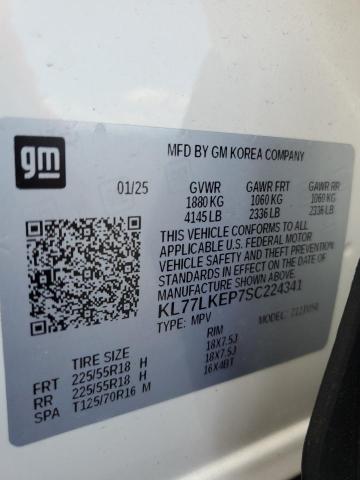 gm
MFD BY GM KOREA COMPANY
01/25 GVWR GAWR FRT GAWR RR
1880 KG 1060 KG 1060 KG
4145 LB 2336 LB 2336 LB
THIS VEHICLE CONFORMS TO ALL
APPLICABLE U.S. FEDERAL MOTOR
VEHICLE SAFETY AND THEFT PREVENTION
STANDARDS IN EFFECT ON THE DATE OF
MANUFACTURE SHOWN ABOVE.
KL77LKEP7SC224341
TYPE: MPV MODEL:
TIRE SIZE RIM
FRT 225/55R18 H 18X7.5J
RR 225/55R18 H 18X7.5J
SPA T125/70R16 M 16X4BT